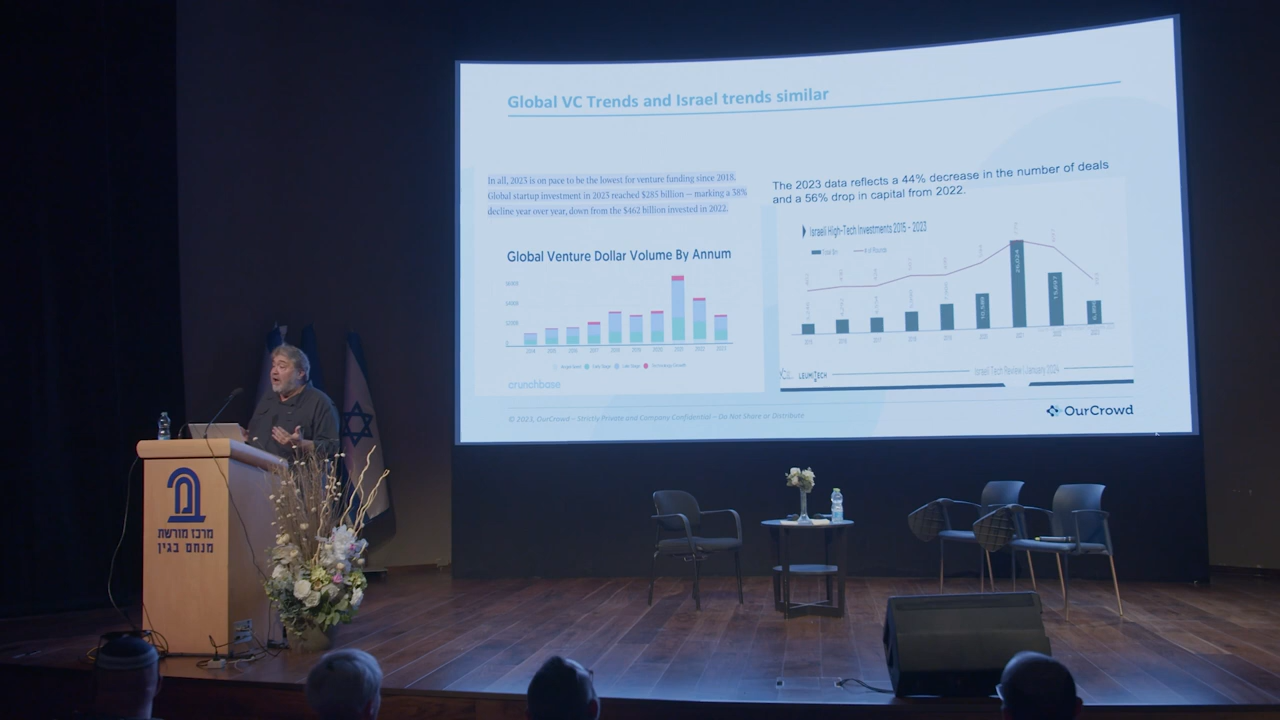 Global VC Trends and Israel trends similar
In all, 2023 is on pace to be the lowest for venture funding since 2018.
Global startup investment in 2023 reached $285 billion — marking a 38%
decline year over year, down from the $462 billion invested in 2022.
Global Venture Dollar Volume By Annum
2021
2022
2023
crunchbase
The 2023 data reflects a 44% decrease in the number of deals
and a 56% drop in capital from 2022.
Israeli High-Tech Investments 2015 - 2023
LEUMITECH
Israel Tech Review | January 2024
© 2023, OurCrowd – Strictly Private and Company Confidential – Do Not Share or Distribute
OurCrowd
מרכז מורשת
מנחם בגין